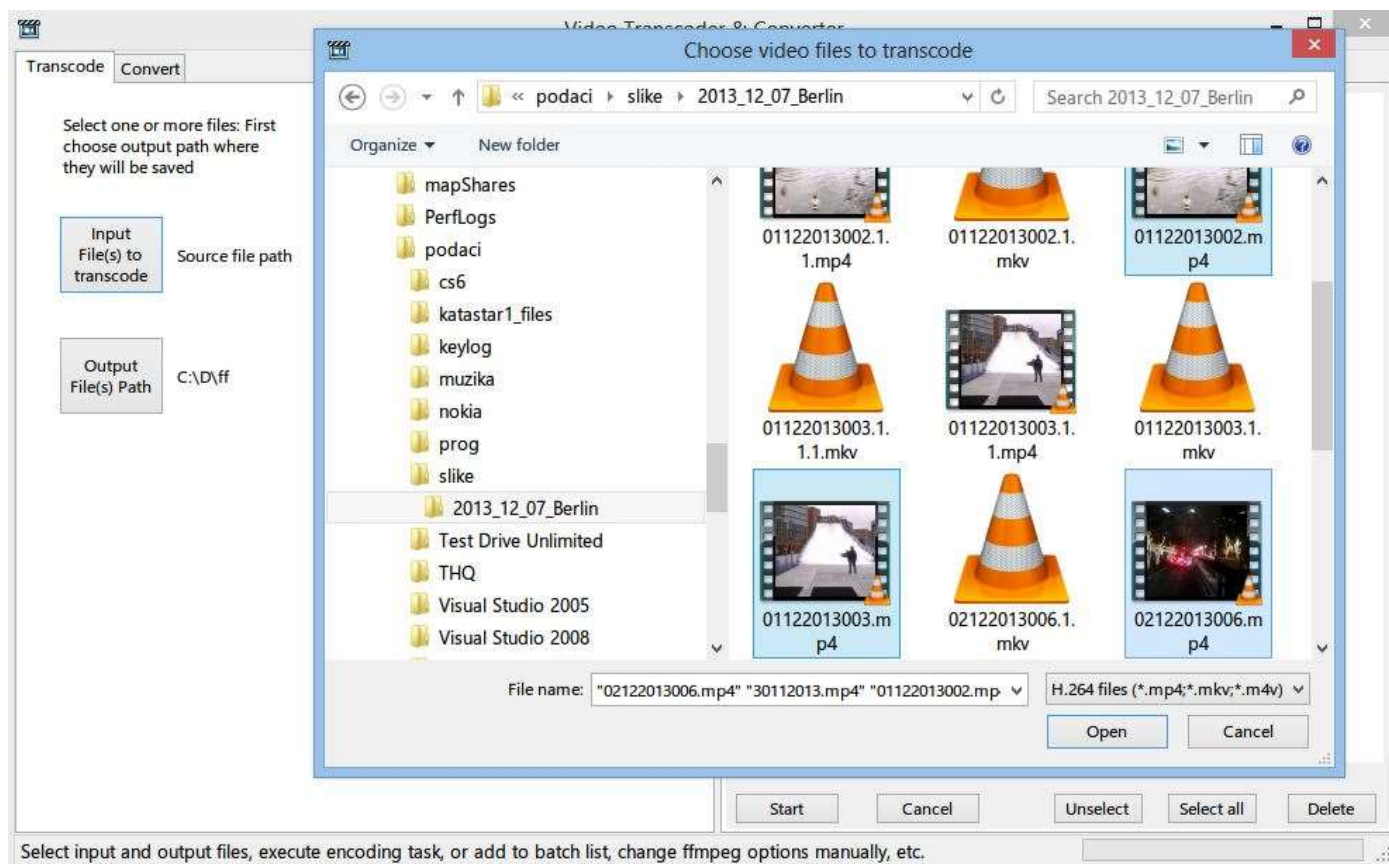 Video Transcoder & Converter
Choose video files to transcode
Transcode
Convert
« podaci slike 2013_12_07_Berlin
Search 2013_12_07_Berlin
Organize
New folder
Select one or more files: First
choose output path where
they will be saved
Input
File(s) to
transcode
Source file path
Output
File(s) Path
C:\D\ff
mapShares
PerfLogs
podaci
cs6
katastar1_files
keylog
muzika
nokia
prog
slike
2013_12_07_Berlin
Test Drive Unlimited
THQ
Visual Studio 2005
Visual Studio 2008
01122013002.1.
1.mp4
01122013002.1.
mkv
01122013002.m
p4
01122013003.1.
1.1.mkv
01122013003.1.
1.mp4
01122013003.1.
mkv
01122013003.m
p4
02122013006.1.
mkv
02122013006.m
p4
File name:
"02122013006.mp4" "30112013.mp4" "01122013002.mp
H.264 files (*.mp4;*.mkv;*.m4v)
Open
Cancel
Start
Cancel
Unselect
Select all
Delete
Select input and output files, execute encoding task, or add to batch list, change ffmpeg options manually, etc.